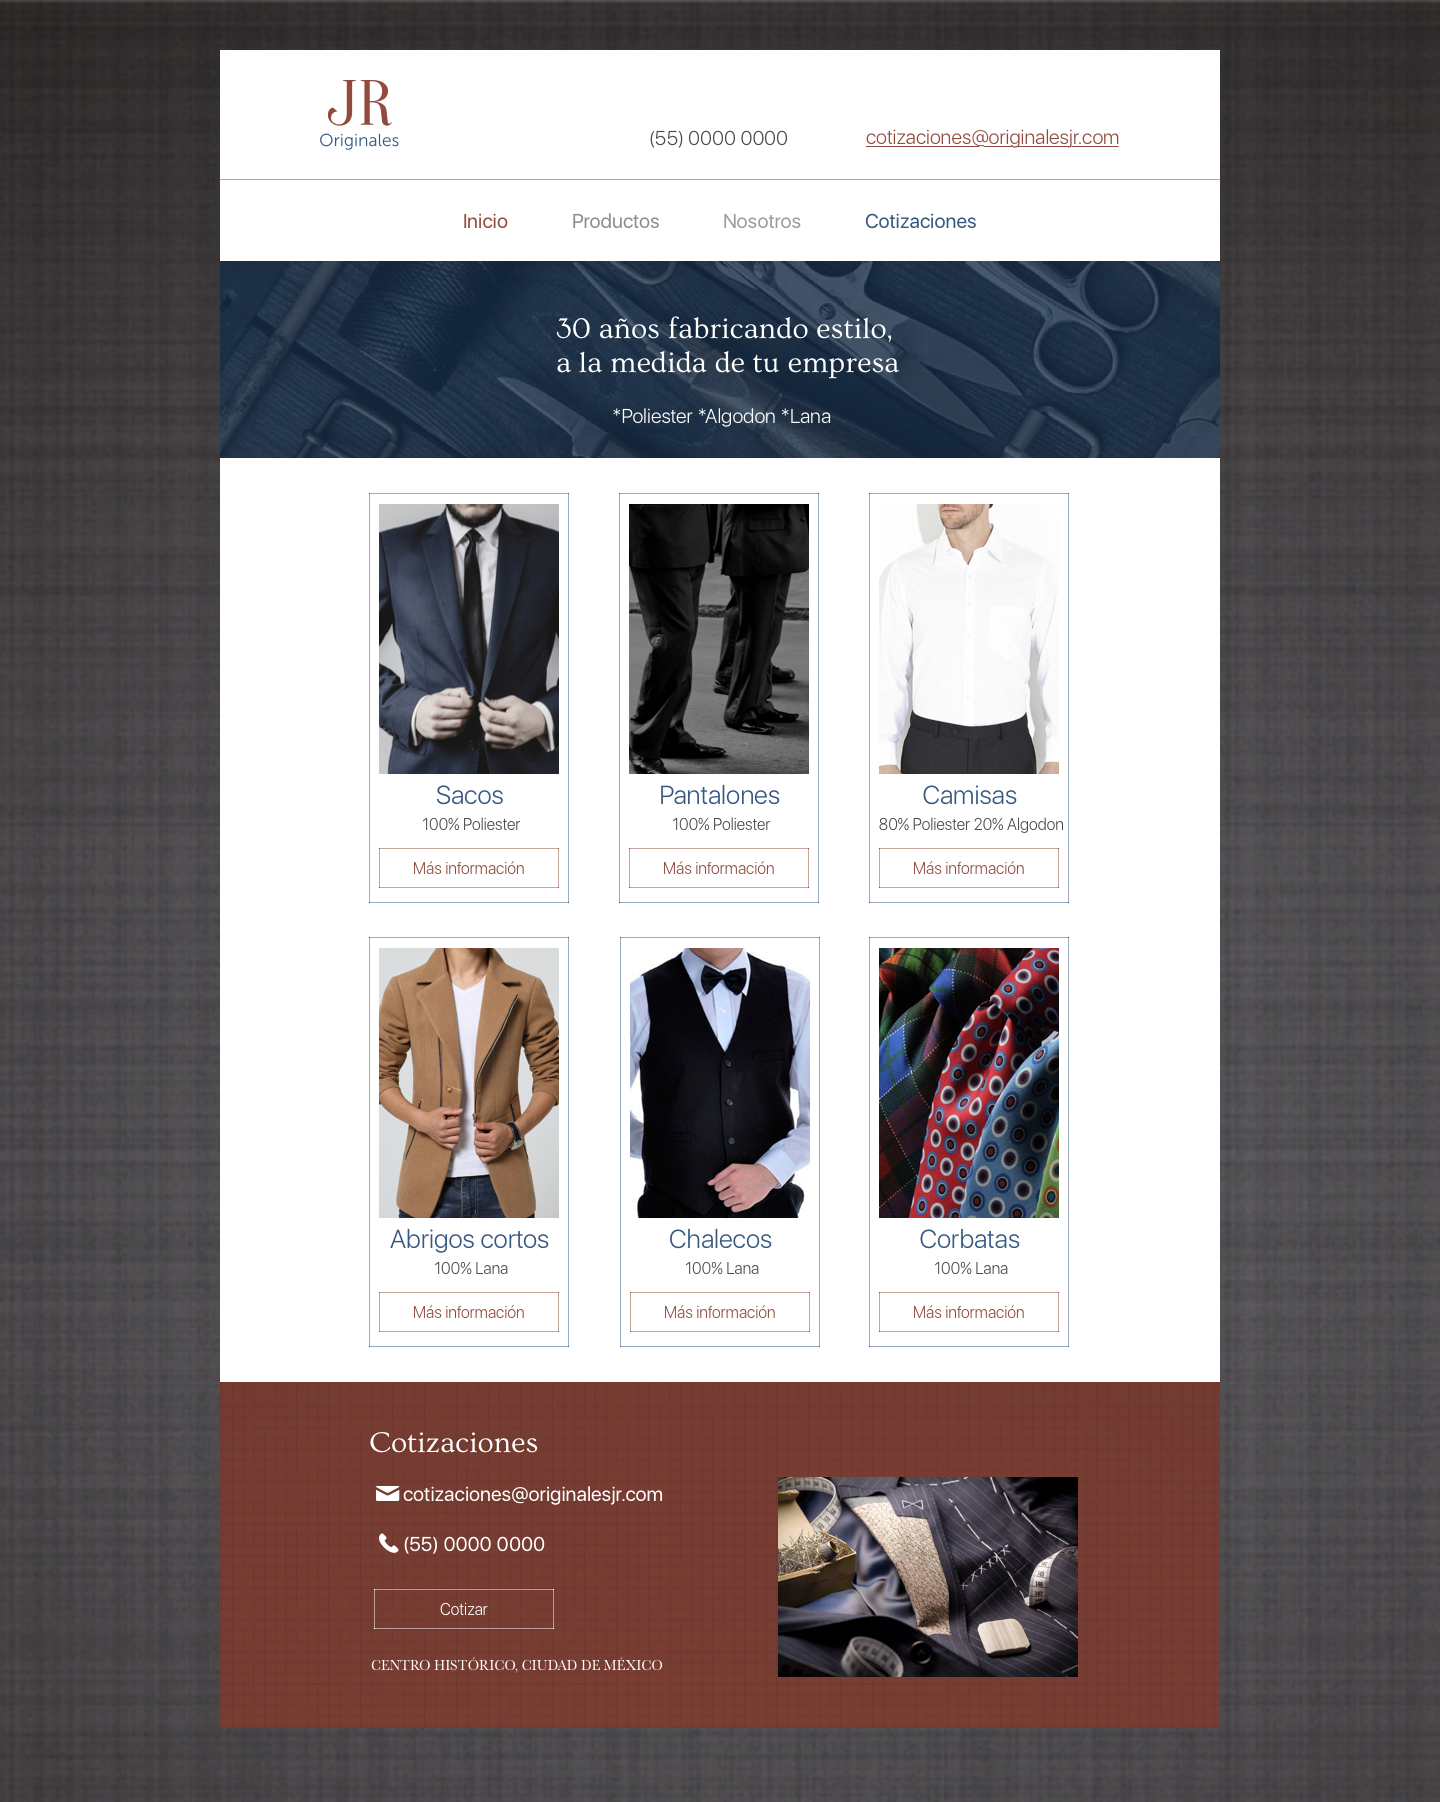 JR
Originales
(55) 0000 0000
cotizaciones@originalesjr.com
Inicio Productos Nosotros Cotizaciones
30 años fabricando estilo,
a la medida de tu empresa
*Poliester *Algodon *Lana
Sacos
100% Poliester
Más información
Pantalones
100% Poliester
Más información
Camisas
80% Poliester 20% Algodon
Más información
Abrigos cortos
100% Lana
Más información
Chalecos
100% Lana
Más información
Corbatas
100% Lana
Más información
Cotizaciones
cotizaciones@originalesjr.com
(55) 0000 0000
Cotizar
CENTRO HISTÓRICO, CIUDAD DE MÉXICO